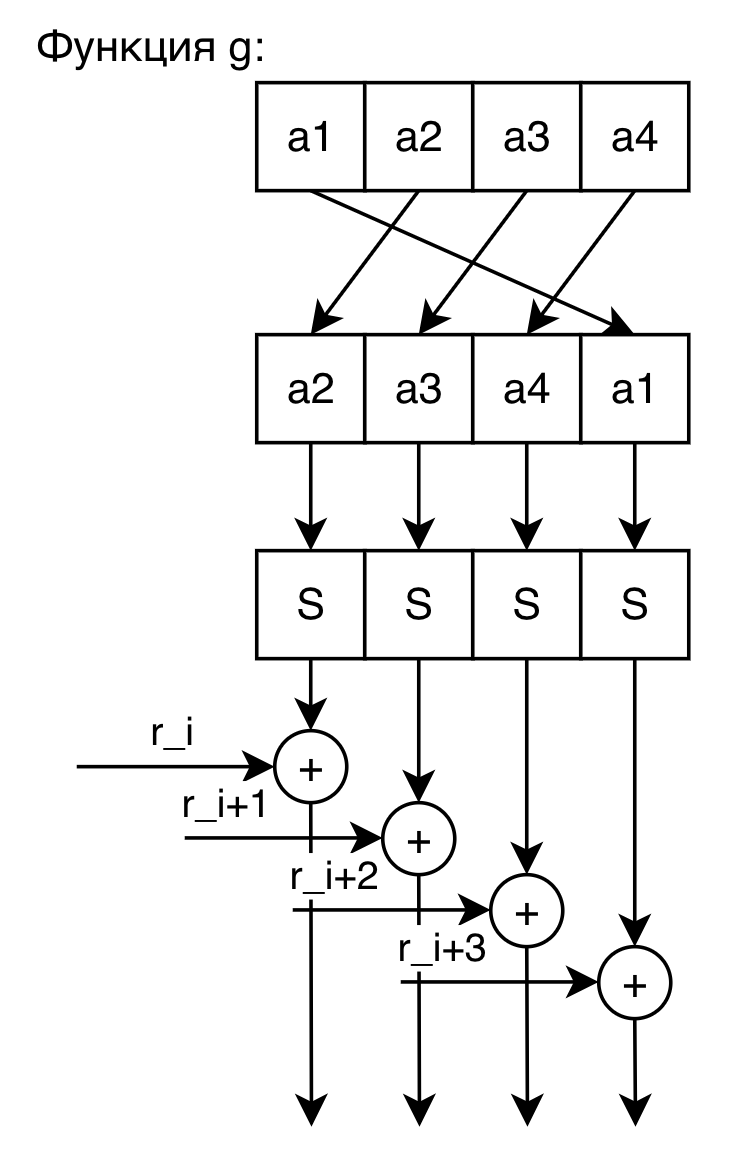 Функция g:
a1 a2 a3 a4
a2 a3 a4 a1
S S S S
r_i
+
r_i+1
+
r_i+2
+
r_i+3
+